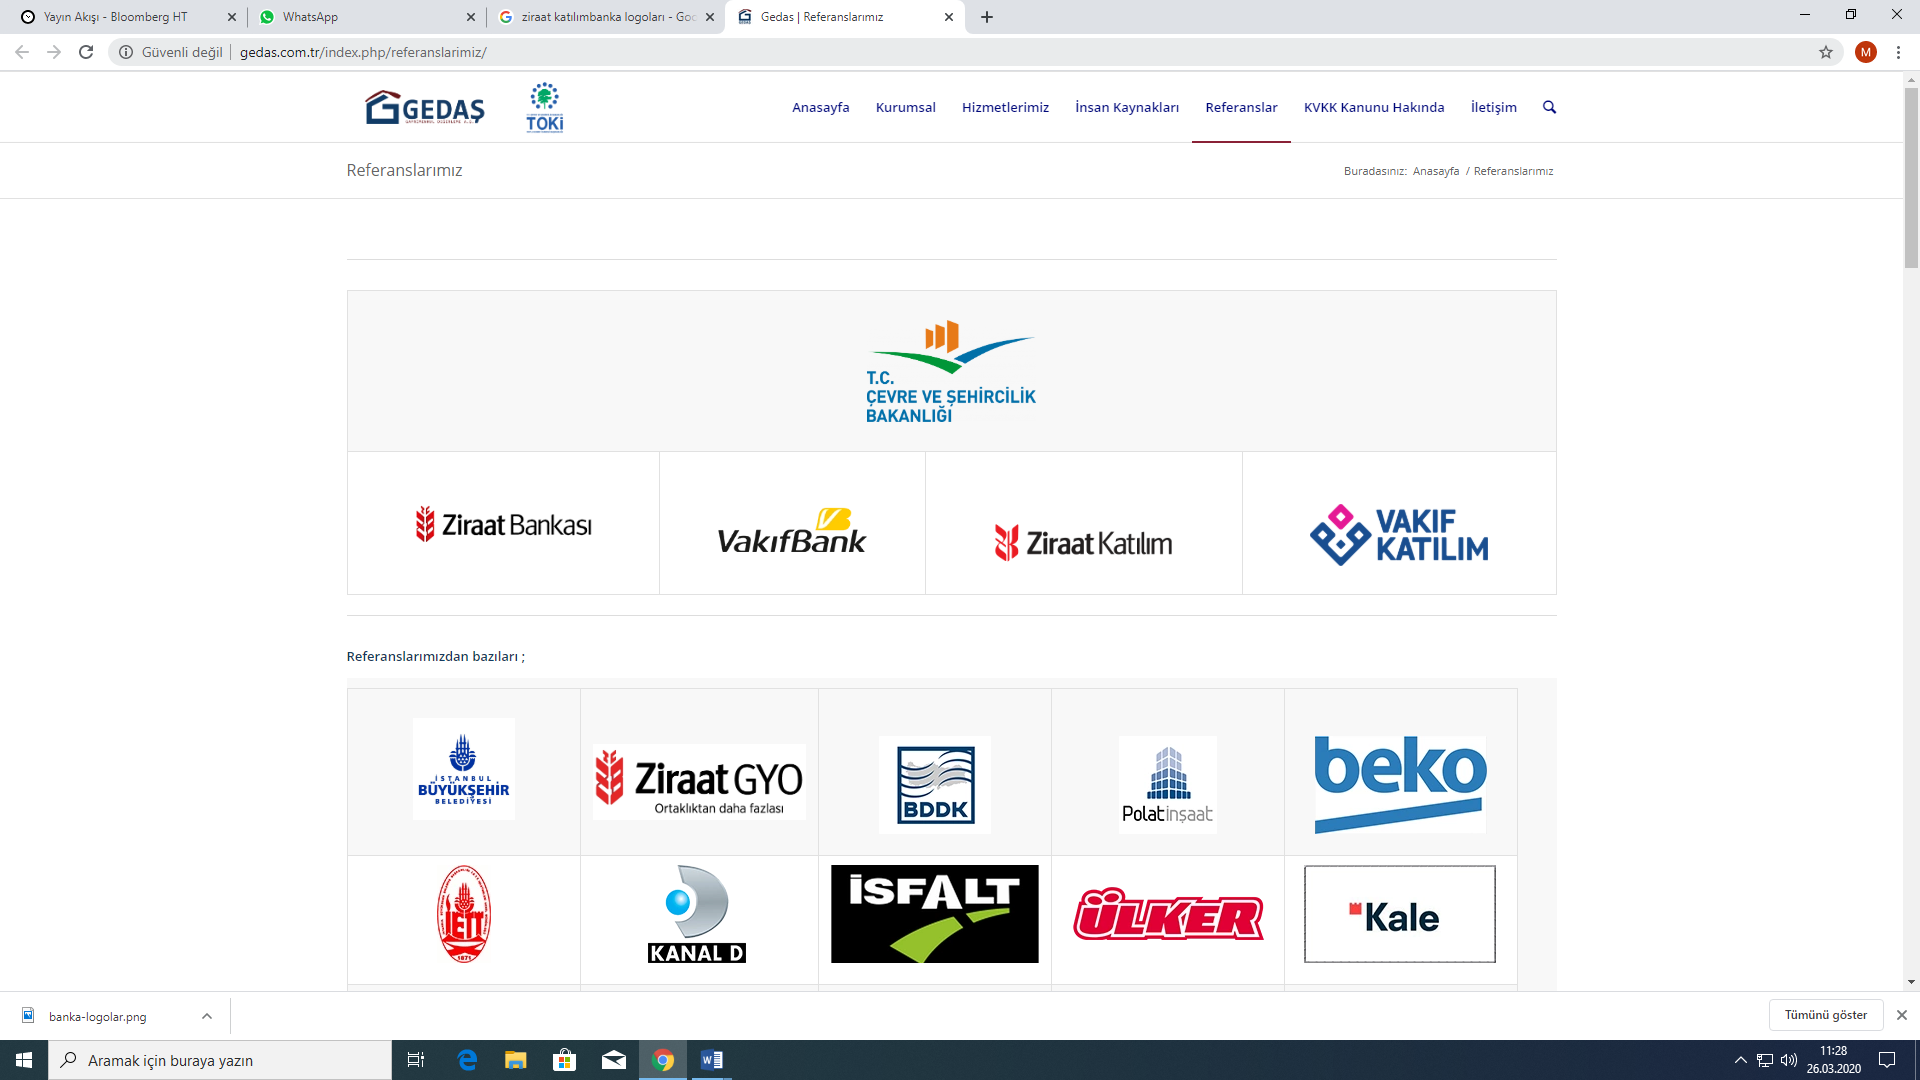 Yayın Akışı - Bloomberg HT
WhatsApp
ziraat katılımbanka logoları - Goo
Gedas | Referanslarımız
Güvenli değil
gedas.com.tr/index.php/referanslarimiz/
M
GEDAŞ
TOKİ
Anasayfa
Kurumsal
Hizmetlerimiz
İnsan Kaynakları
Referanslar
KVKK Kanunu Hakında
İletişim
Referanslarımız
Buradasınız: Anasayfa / Referanslarımız
T.C.
ÇEVRE VE ŞEHİRCİLİK
BAKANLIĞI
Ziraat Bankası
VakıfBank
Ziraat Katılım
VAKIF
KATILIM
Referanslarımızdan bazıları ;
İSTANBUL
BÜYÜKŞEHİR
BELEDİYESİ
Ziraat GYO
Ortaklıktan daha fazlası
BDDK
Polat inşaat
beko
İETT
1871
KANAL D
İSFALT
ÜLKER
Kale
banka-logolar.png
Tümünü göster
Aramak için buraya yazın
11:28
26.03.2020